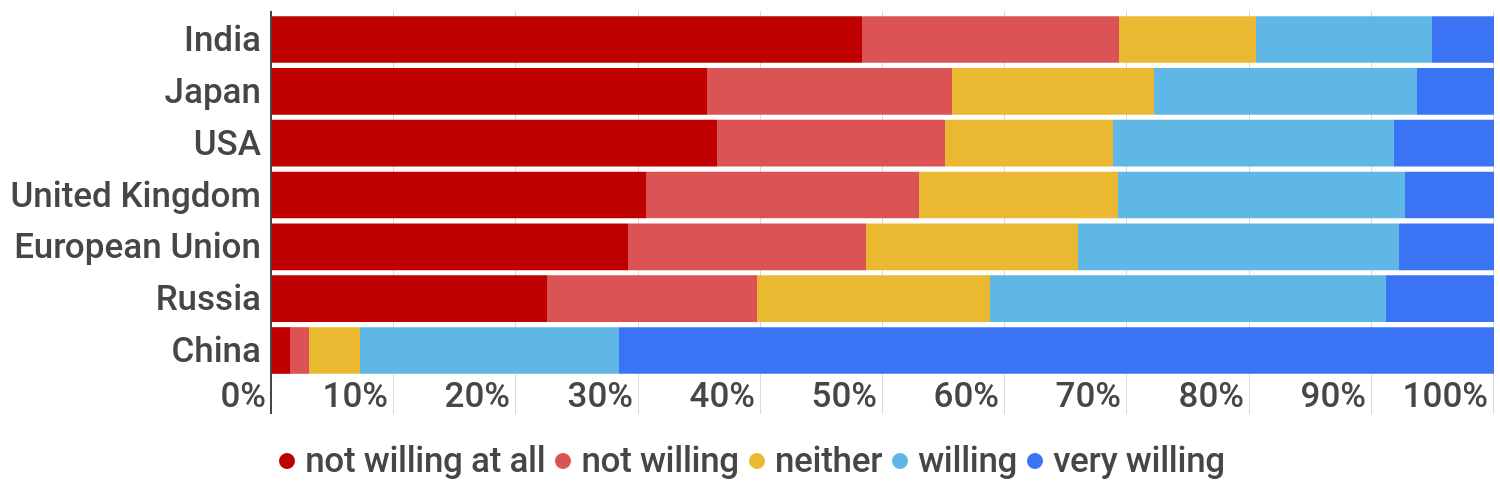 India
Japan
USA
United Kingdom
European Union
Russia
China
0% 10% 20% 30% 40% 50% 60% 70% 80% 90% 100%
not willing at all not willing neither willing very willing